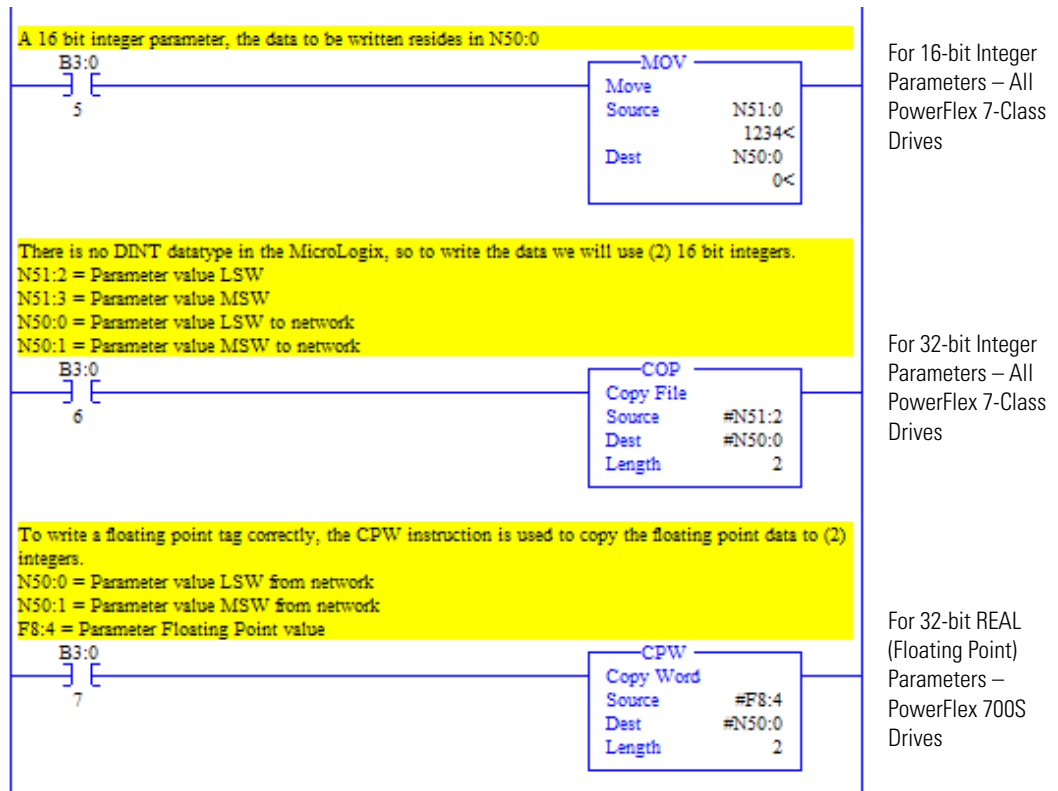 A 16 bit integer parameter, the data to be written resides in N50:0
B3:0
5
MOV
Move
Source N51:0
1234<
Dest N50:0
0<
For 16-bit Integer
Parameters – All
PowerFlex 7-Class
Drives
There is no DINT datatype in the MicroLogix, so to write the data we will use (2) 16 bit integers.
N51:2 = Parameter value LSW
N51:3 = Parameter value MSW
N50:0 = Parameter value LSW to network
N50:1 = Parameter value MSW to network
B3:0
6
COP
Copy File
Source #N51:2
Dest #N50:0
Length 2
For 32-bit Integer
Parameters – All
PowerFlex 7-Class
Drives
To write a floating point tag correctly, the CPW instruction is used to copy the floating point data to (2)
integers.
N50:0 = Parameter value LSW from network
N50:1 = Parameter value MSW from network
F8:4 = Parameter Floating Point value
B3:0
7
CPW
Copy Word
Source #F8:4
Dest #N50:0
Length 2
For 32-bit REAL
(Floating Point)
Parameters –
PowerFlex 700S
Drives